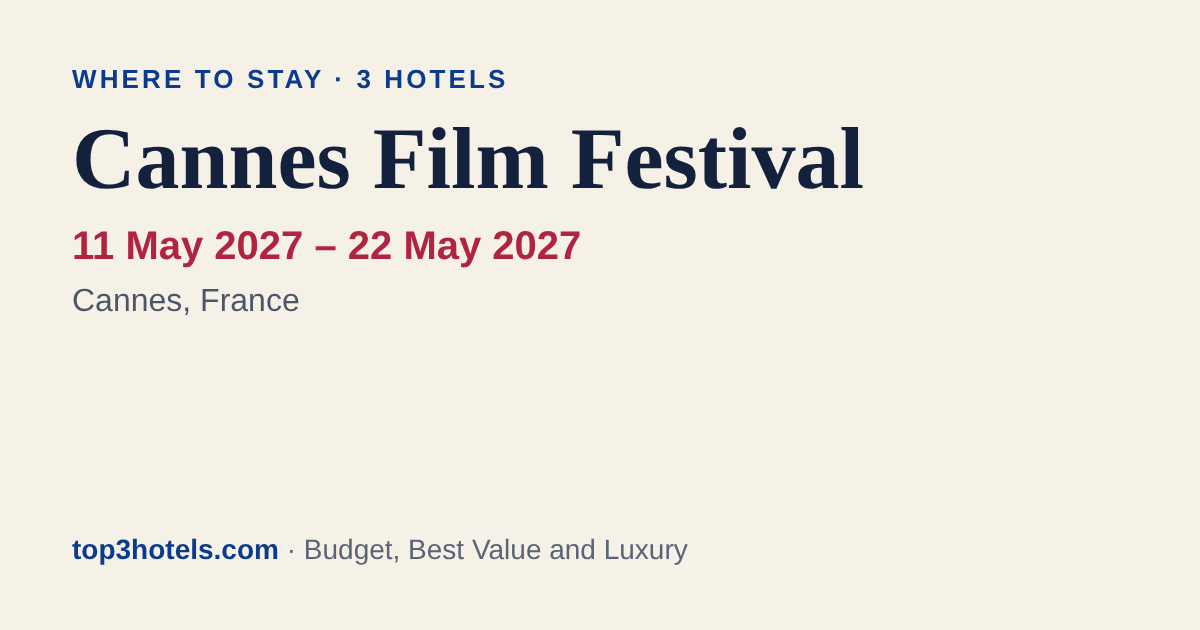 WHERE TO STAY · 3 HOTELS
Cannes Film Festival
11 May 2027 – 22 May 2027
Cannes, France
top3hotels.com · Budget, Best Value and Luxury